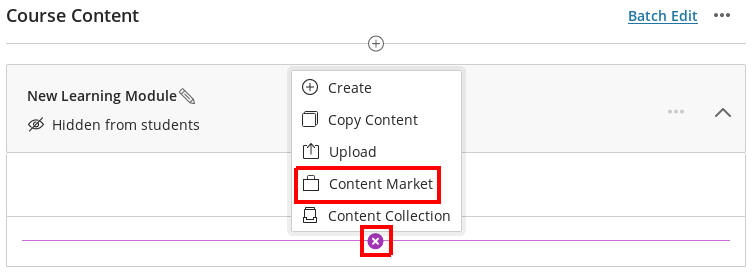 Course Content
Batch Edit
New Learning Module
Hidden from students
Create
Copy Content
Upload
Content Market
Content Collection